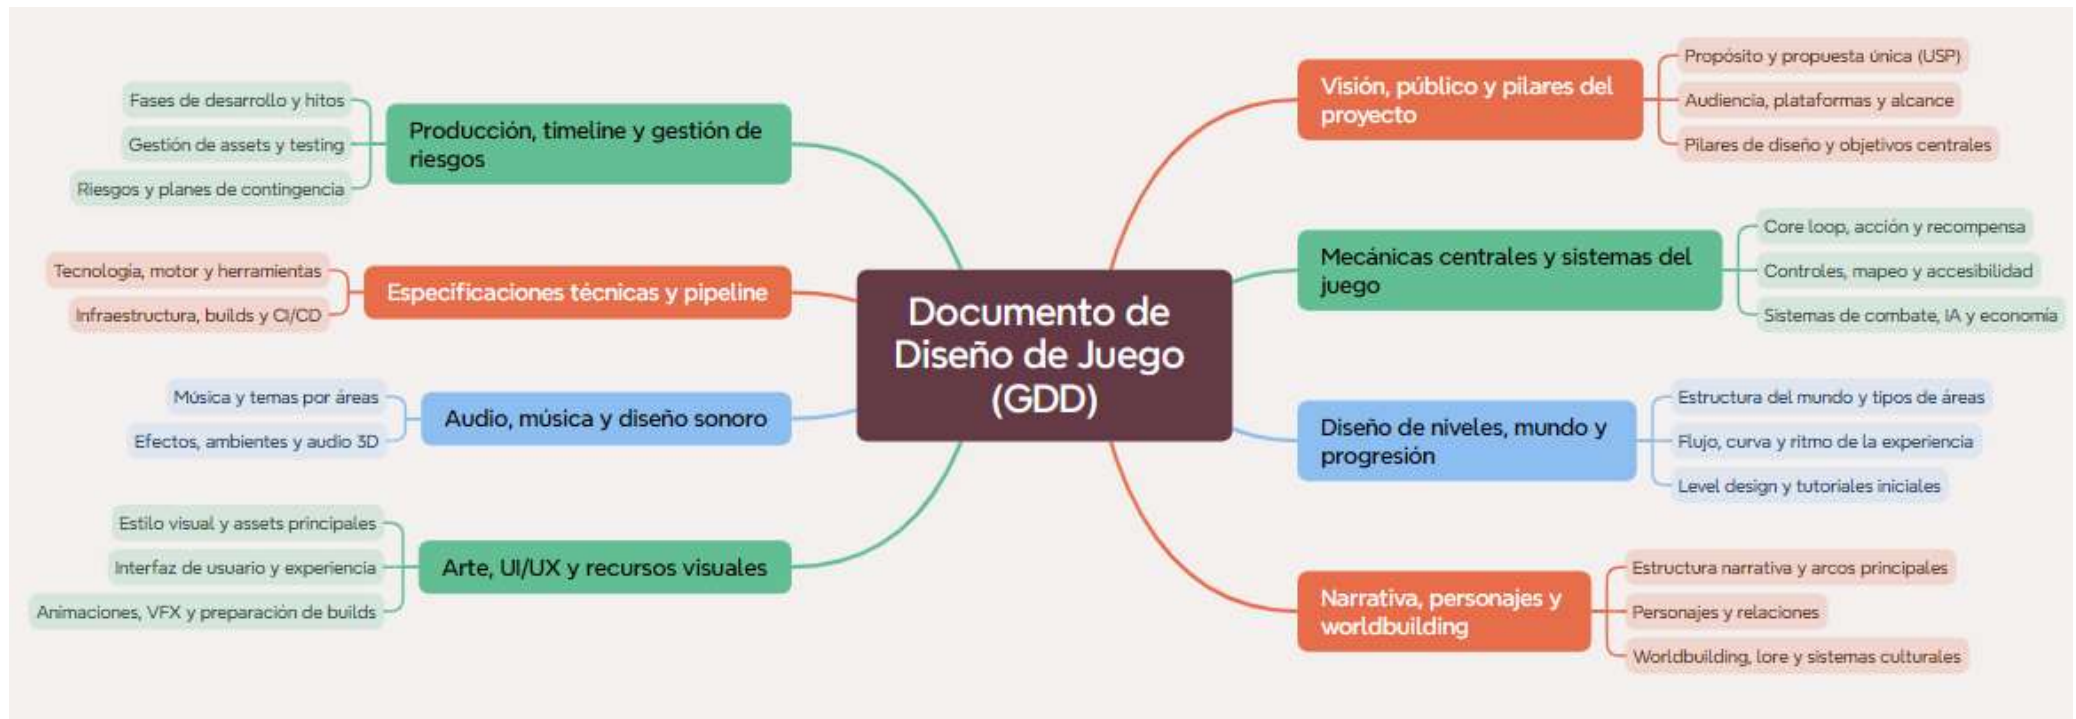 Documento de
Diseño de Juego
(GDD)
Visión, público y pilares del
proyecto
Propósito y propuesta única (USP)
Audiencia, plataformas y alcance
Pilares de diseño y objetivos centrales
Mecánicas centrales y sistemas del
juego
Core loop, acción y recompensa
Controles, mapeo y accesibilidad
Sistemas de combate, IA y economía
Diseño de niveles, mundo y
progresión
Estructura del mundo y tipos de áreas
Flujo, curva y ritmo de la experiencia
Level design y tutoriales iniciales
Narrativa, personajes y
worldbuilding
Estructura narrativa y arcos principales
Personajes y relaciones
Worldbuilding, lore y sistemas culturales
Producción, timeline y gestión de
riesgos
Fases de desarrollo y hitos
Gestión de assets y testing
Riesgos y planes de contingencia
Especificaciones técnicas y pipeline
Tecnología, motor y herramientas
Infraestructura, builds y CI/CD
Audio, música y diseño sonoro
Música y temas por áreas
Efectos, ambientes y audio 3D
Arte, UI/UX y recursos visuales
Estilo visual y assets principales
Interfaz de usuario y experiencia
Animaciones, VFX y preparación de builds